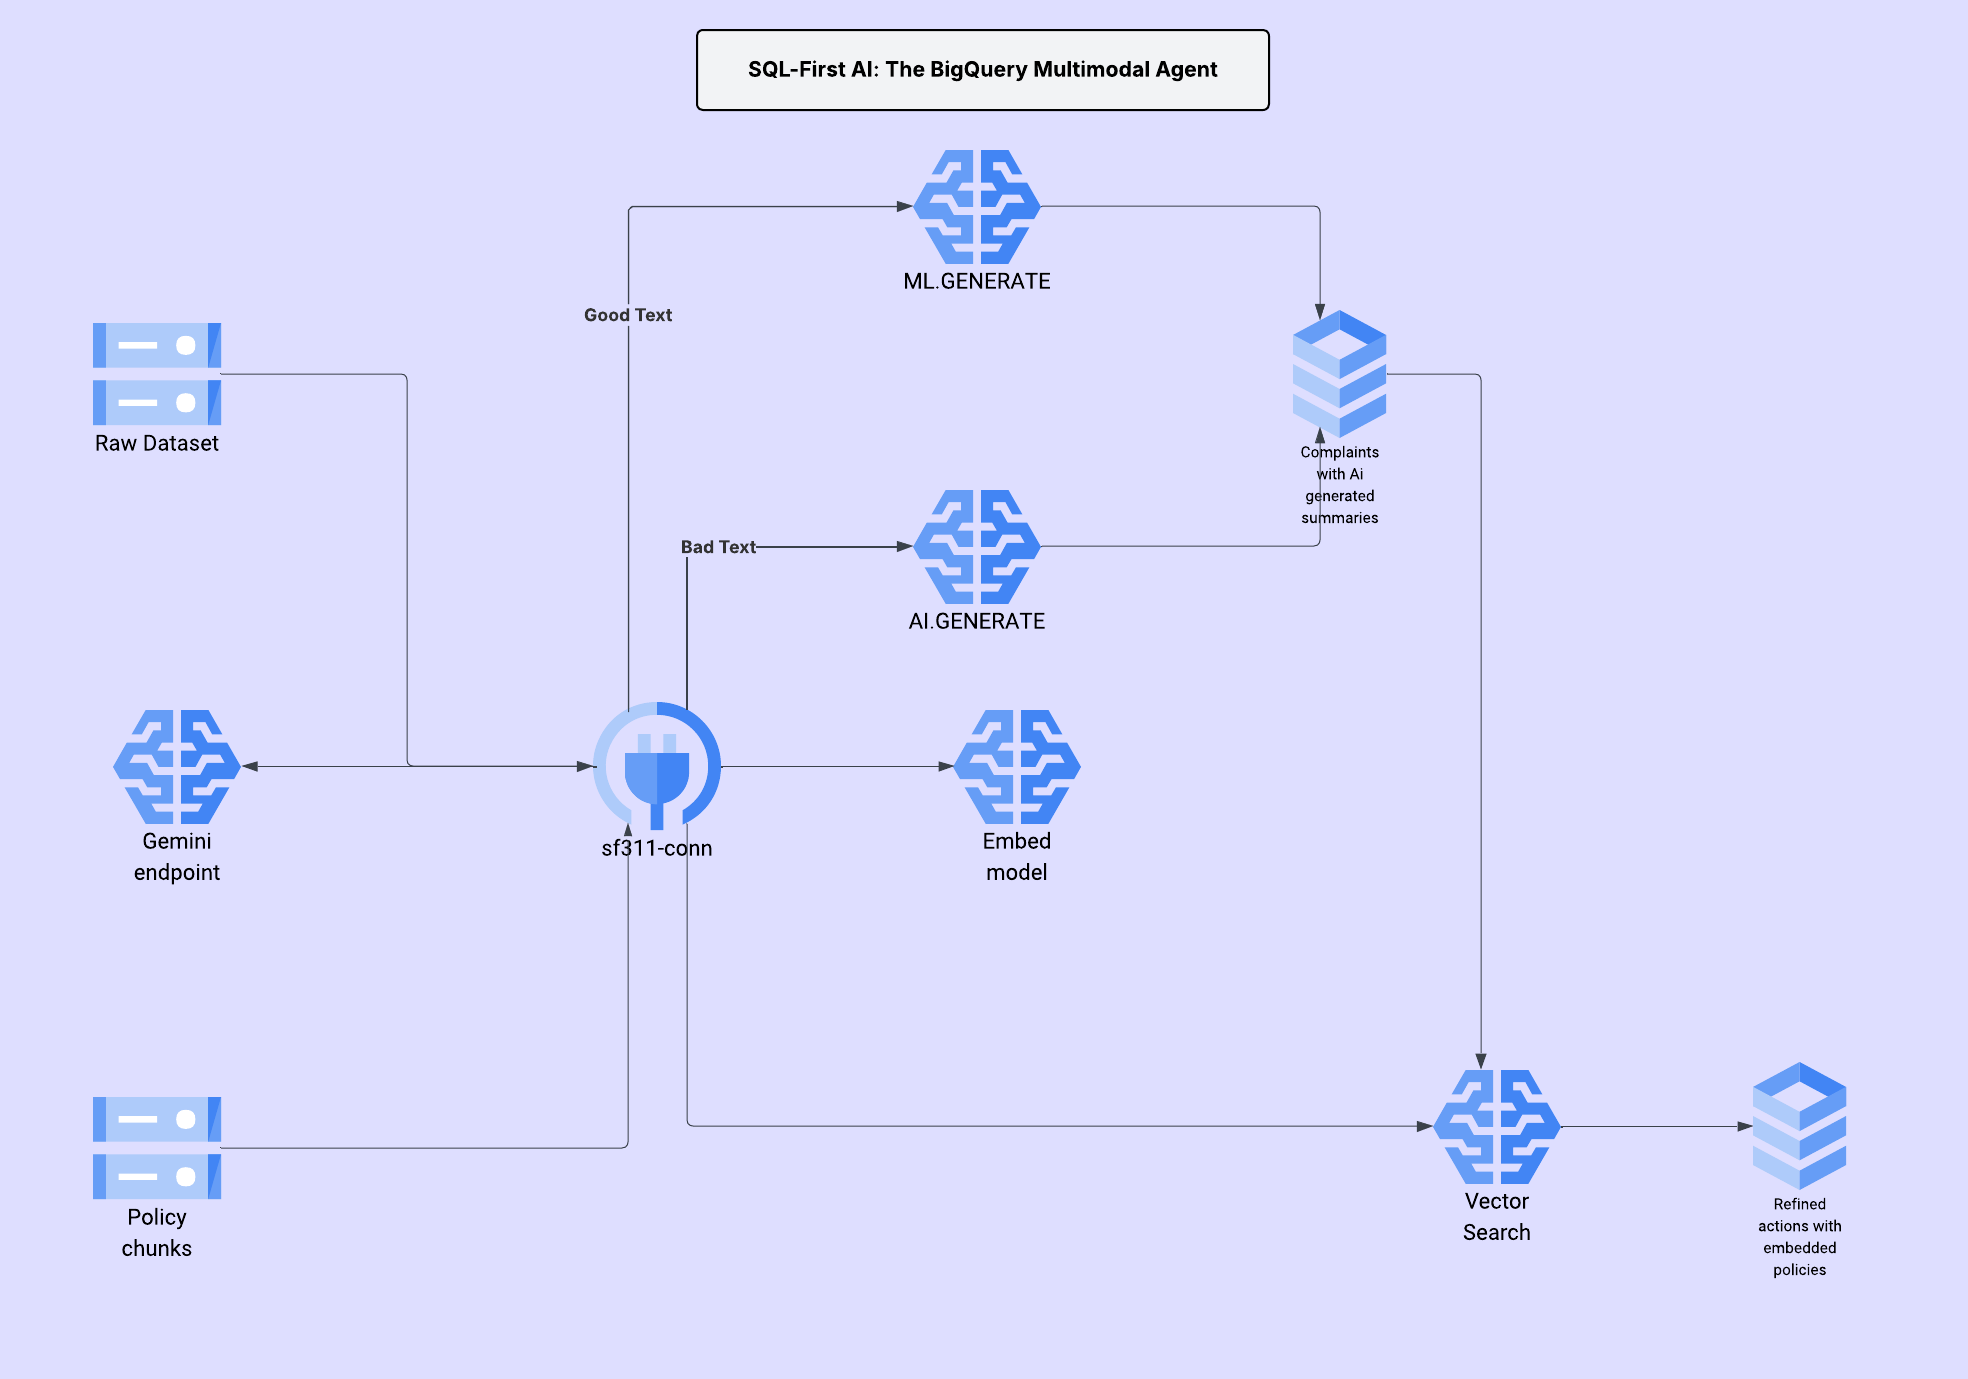 SQL-First AI: The BigQuery Multimodal Agent
ML.GENERATE
Good Text
Raw Dataset
Complaints
with Ai
generated
summaries
Bad Text
AI.GENERATE
Gemini
endpoint
sf311-conn
Embed
model
Policy
chunks
Vector
Search
Refined
actions with
embedded
policies